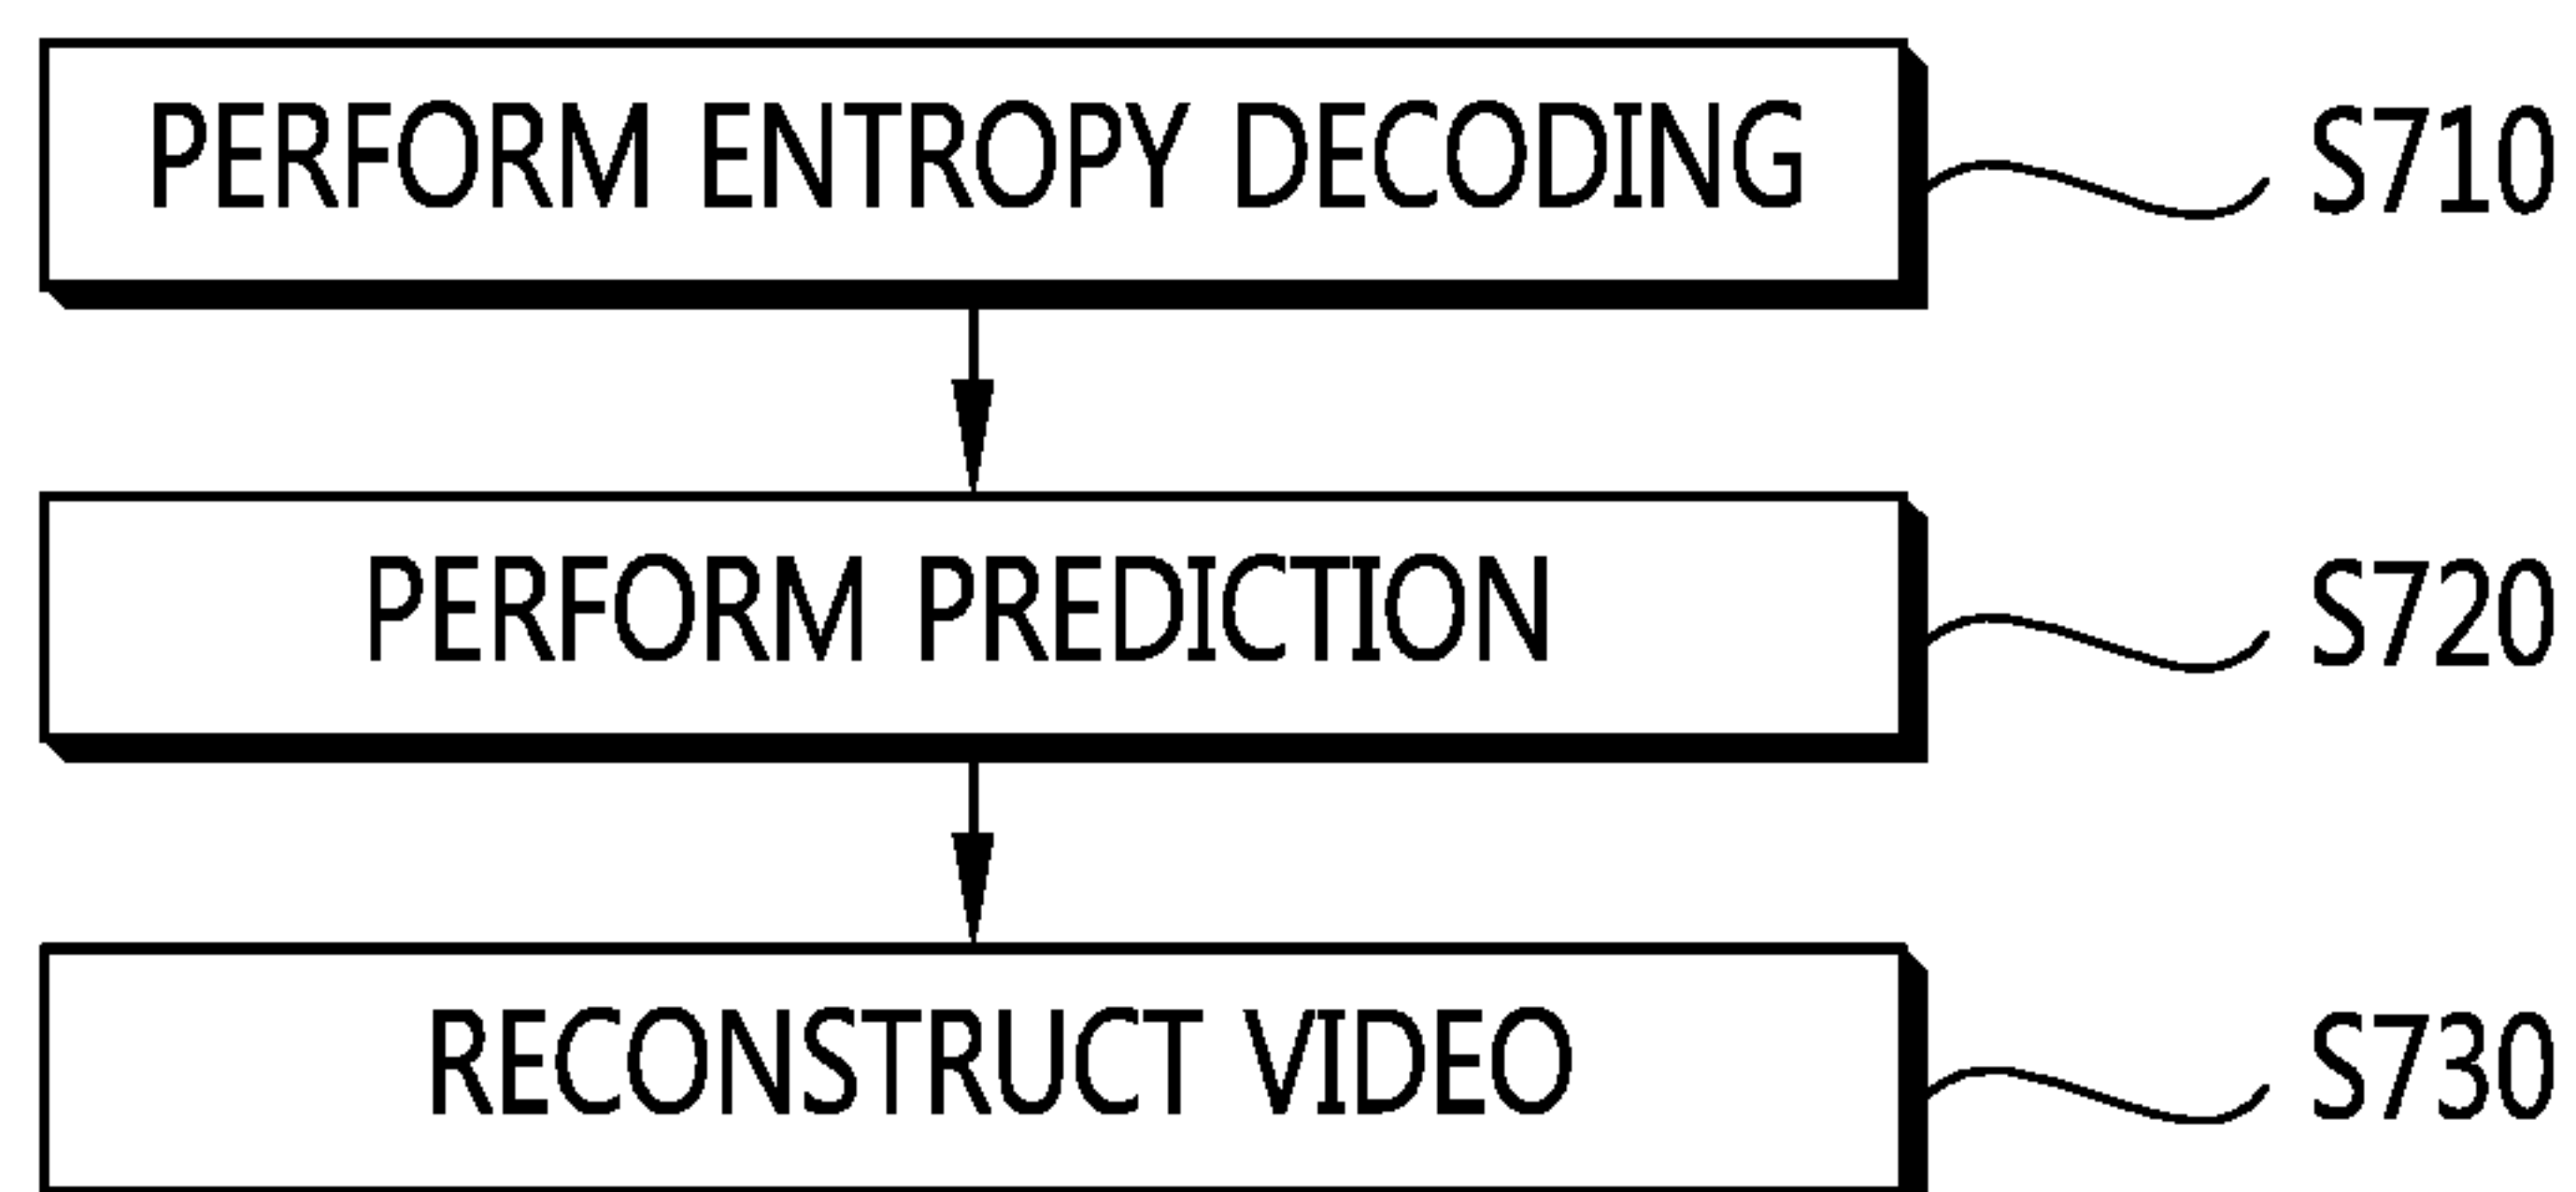 PERFORM ENTROPY DECODING S710
PERFORM PREDICTION S720
RECONSTRUCT VIDEO S730